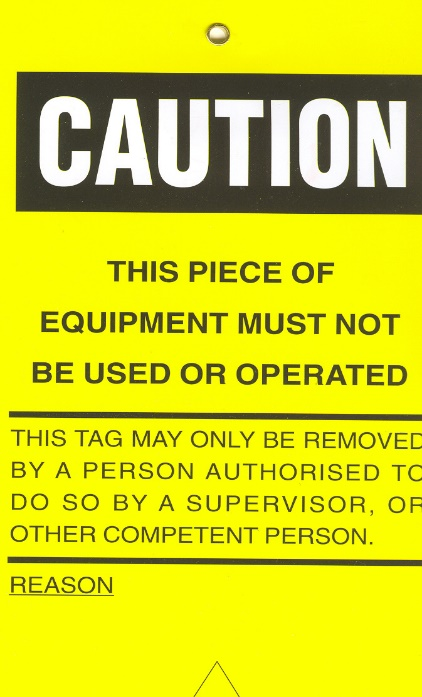 CAUTION
THIS PIECE OF
EQUIPMENT MUST NOT
BE USED OR OPERATED
THIS TAG MAY ONLY BE REMOVED
BY A PERSON AUTHORISED TO
DO SO BY A SUPERVISOR, OR
OTHER COMPETENT PERSON.
REASON